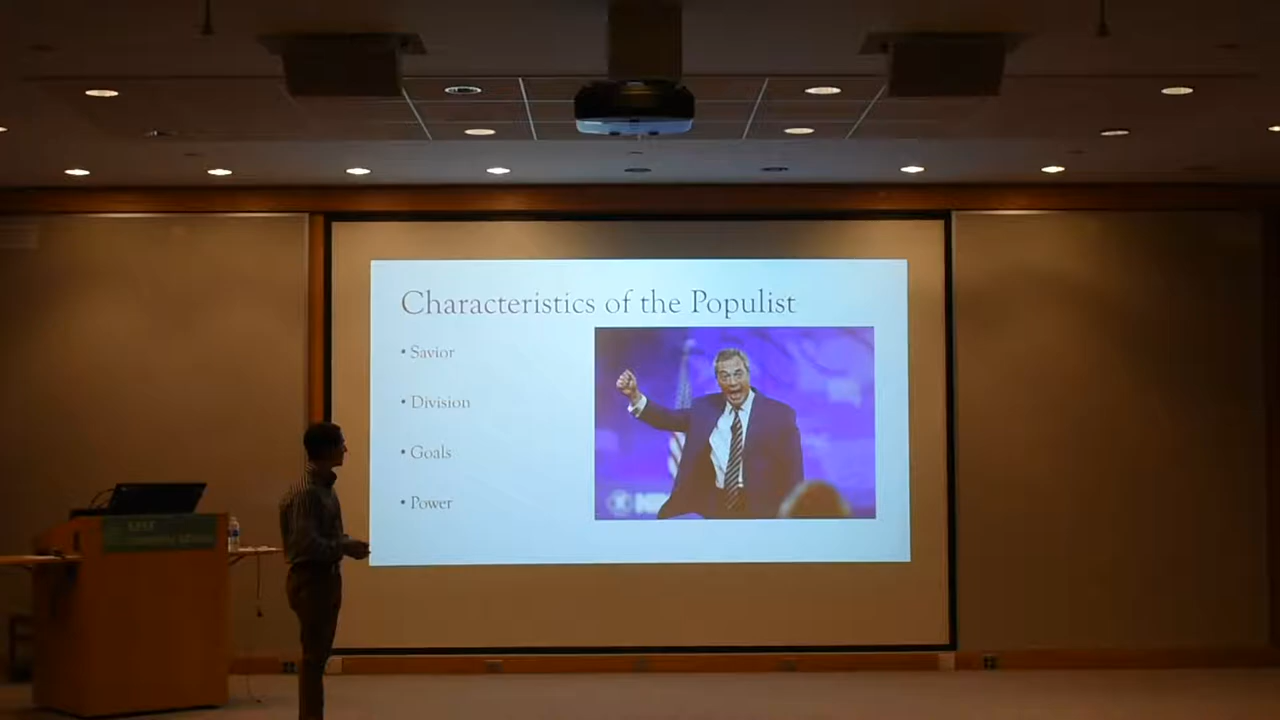 Characteristics of the Populist
• Savior
• Division
• Goals
• Power